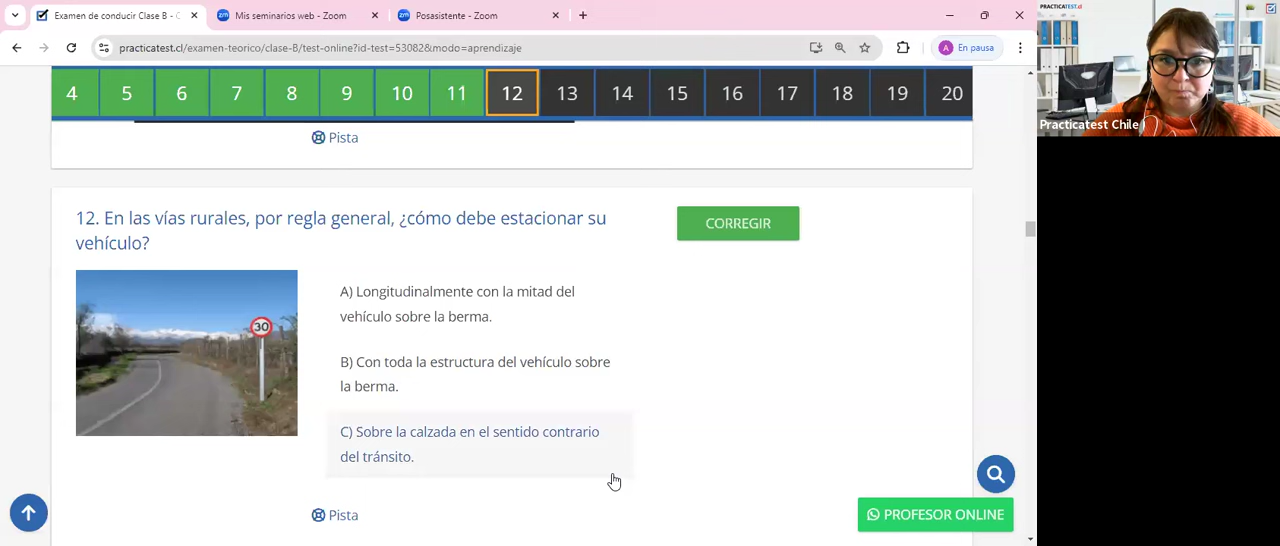 Examen de conducir Clase B - C
Mis seminarios web - Zoom
Posasistente - Zoom
practicatest.cl/examen-teorico/clase-B/test-online?id-test=53082&modo=aprendizaje
A
En pausa
PRACTICATEST.CL
4 5 6 7 8 9 10 11 12 13 14 15 16 17 18 19 20
Practicatest Chile
Pista
12. En las vías rurales, por regla general, ¿cómo debe estacionar su
vehículo?
CORREGIR
30
A) Longitudinalmente con la mitad del
vehículo sobre la berma.
B) Con toda la estructura del vehículo sobre
la berma.
C) Sobre la calzada en el sentido contrario
del tránsito.
Pista
PROFESOR ONLINE